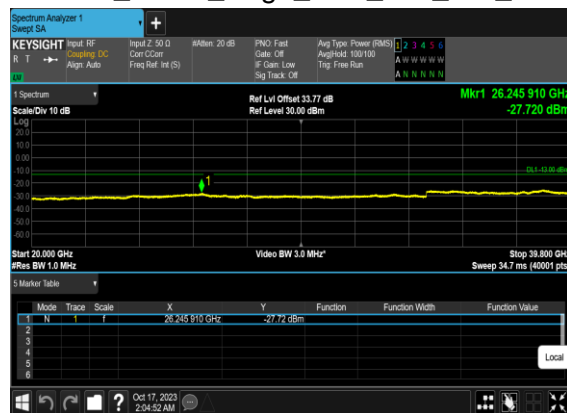 Spectrum Analyzer 1
Swept SA
KEYSIGHT Input: RF
R T Coupling: DC
Align: Auto
Input Z: 50 Ω
Corr CCorr
Freq Ref: Int (S)
#Atten: 20 dB
PNO: Fast
Gate: Off
IF Gain: Low
Sig Track: Off
Avg Type: Power (RMS)
Avg|Hold: 100/100
Trig: Free Run
1 2 3 4 5 6
A W W W W W
A N N N N N
1 Spectrum
Scale/Div 10 dB
Ref Lvl Offset 33.77 dB
Ref Level 30.00 dBm
Mkr1 26.245 910 GHz
-27.720 dBm
Log
20.0
10.0
0.00
-10.0
-20.0
-30.0
-40.0
-50.0
-60.0
DL1 -13.00 dBm
1
Start 20.000 GHz
#Res BW 1.0 MHz
Video BW 3.0 MHz*
Stop 39.800 GHz
Sweep 34.7 ms (40001 pts)
5 Marker Table
Mode Trace Scale X Y Function Function Width Function Value
1 N 1 f 26.245 910 GHz -27.72 dBm
2
3
4
5
6
Local
? Oct 17, 2023
2:04:52 AM